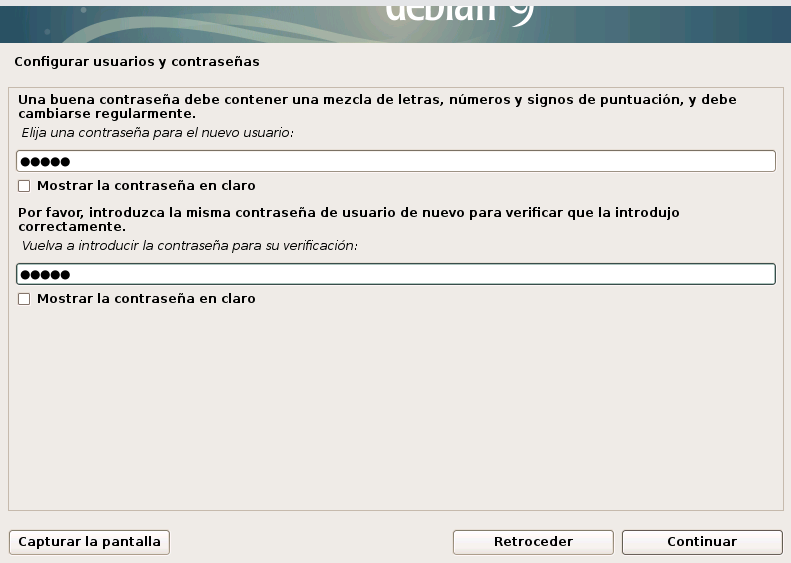 debian 9
Configurar usuarios y contraseñas
Una buena contraseña debe contener una mezcla de letras, números y signos de puntuación, y debe
cambiarse regularmente.
Elija una contraseña para el nuevo usuario:
●●●●●
Mostrar la contraseña en claro
Por favor, introduzca la misma contraseña de usuario de nuevo para verificar que la introdujo
correctamente.
Vuelva a introducir la contraseña para su verificación:
●●●●●
Mostrar la contraseña en claro
Capturar la pantalla
Retroceder
Continuar